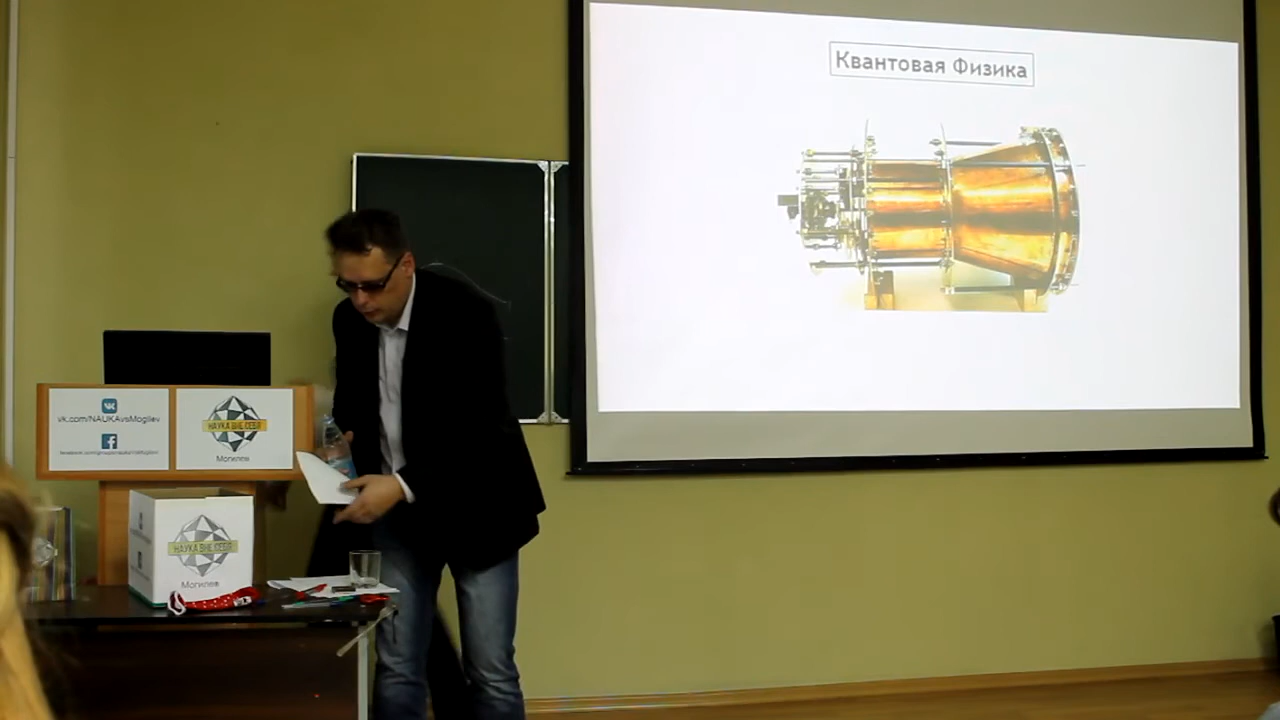 Квантовая Физика
vk.com/NAUKAvsMogilev
НАУКА ВНЕ СЕБЯ
Могилев
НАУКА ВНЕ СЕБЯ
Могилев